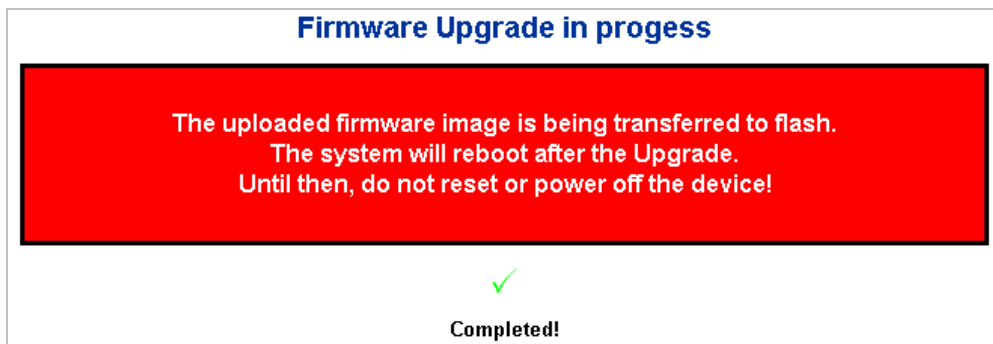 Firmware Upgrade in progess
The uploaded firmware image is being transferred to flash.
The system will reboot after the Upgrade.
Until then, do not reset or power off the device!
Completed!